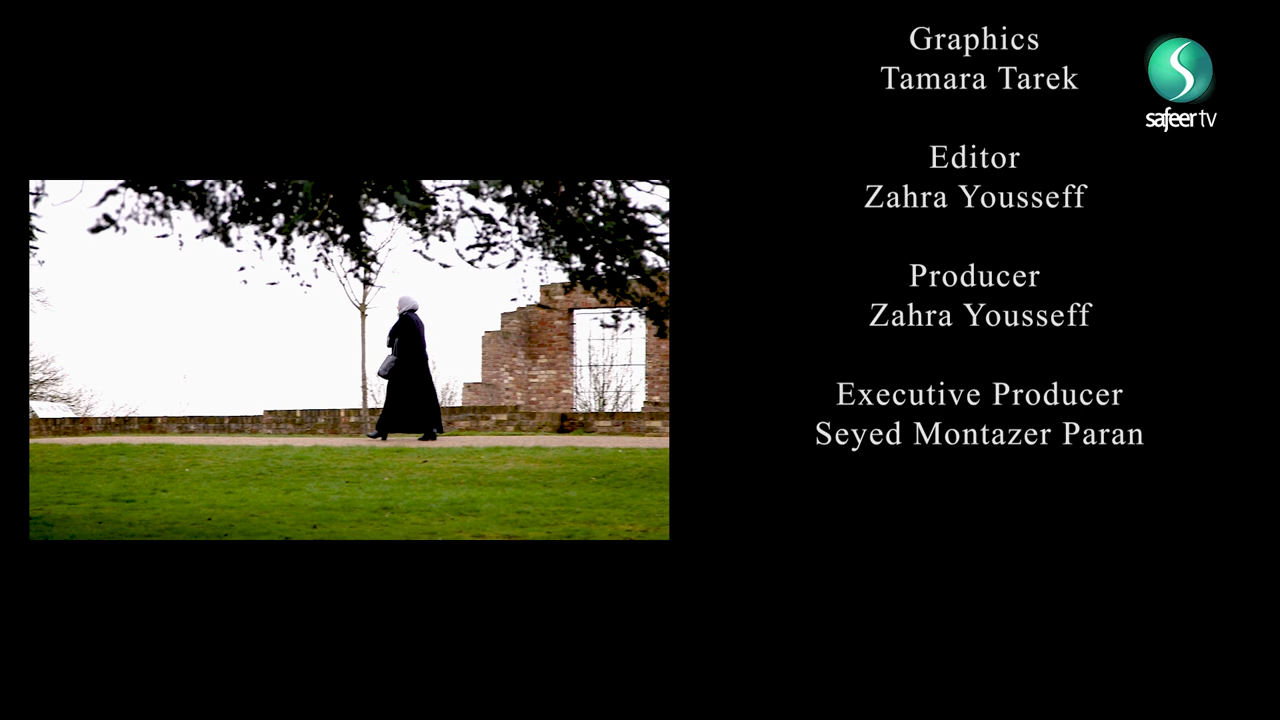 Graphics
Tamara Tarek
Editor
Zahra Yousseff
Producer
Zahra Yousseff
Executive Producer
Seyed Montazer Paran
safeer tv